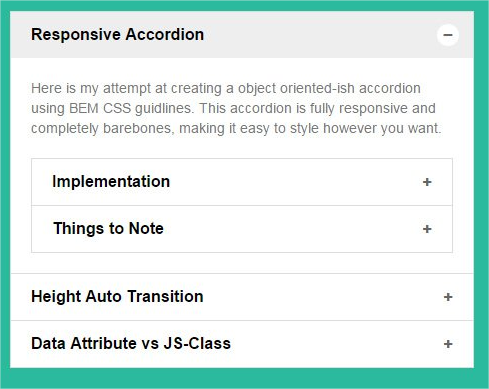 Responsive Accordion −
Here is my attempt at creating a object oriented-ish accordion
using BEM CSS guidlines. This accordion is fully responsive and
completely barebones, making it easy to style however you want.
Implementation +
Things to Note +
Height Auto Transition +
Data Attribute vs JS-Class +